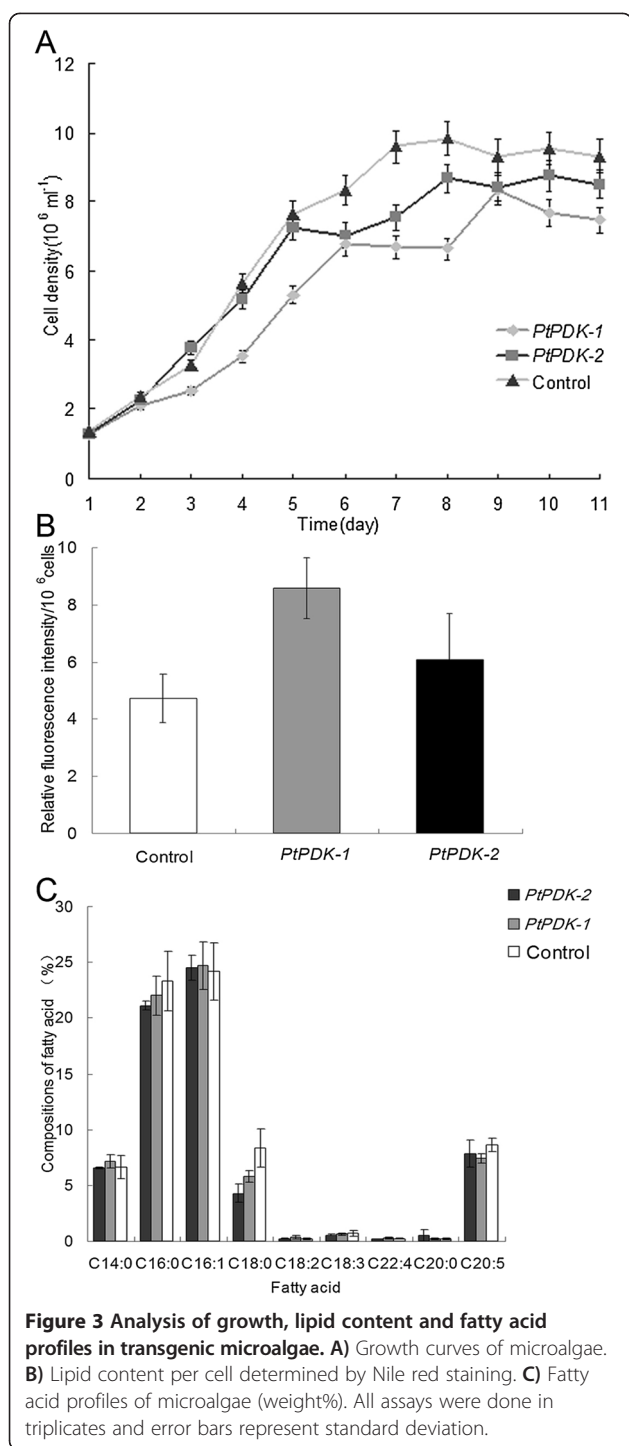 A
12
10
8
6
4
2
0
Cell density(10 6 ml-1)
PtPDK-1
PtPDK-2
Control
1 2 3 4 5 6 7 8 9 10 11
Time(day)
B
10
8
6
4
2
0
Relative fluorescence intensity/10 6cells
Control PtPDK-1 PtPDK-2
C
PtPDK-2
PtPDK-1
Control
30
25
20
15
10
5
0
Compositions of fatty acid (%)
C14:0 C16:0 C16:1 C18:0 C18:2 C18:3 C22:4 C20:0 C20:5
Fatty acid
Figure 3 Analysis of growth, lipid content and fatty acid
profiles in transgenic microalgae. A) Growth curves of microalgae.
B) Lipid content per cell determined by Nile red staining. C) Fatty
acid profiles of microalgae (weight%). All assays were done in
triplicates and error bars represent standard deviation.